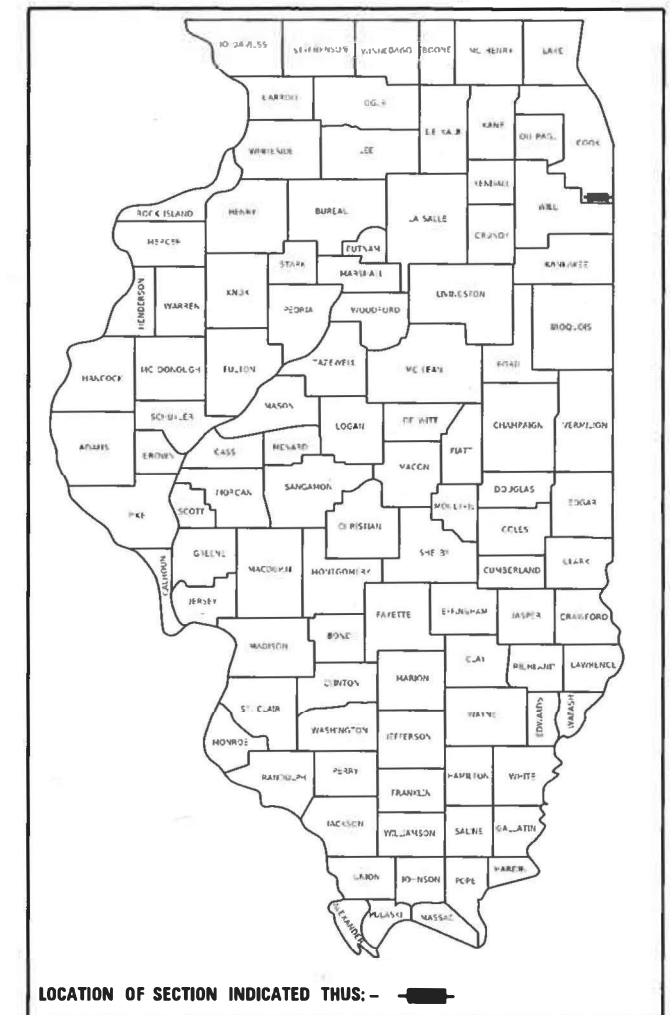 JO DAVIESS STEPHENSON WINNEBAGO BOONE MC HENRY LAKE
CARROLL OGLE DE KALB KANE DU PAGE COOK
WHITESIDE LEE KENDALL WILL
ROCK ISLAND HENRY BUREAU LA SALLE GRUNDY
MERCER PUTNAM KANKAKEE
HENDERSON WARREN KNOX STARK MARSHALL LIVINGSTON
PEORIA WOODFORD IROQUOIS
HANCOCK MC DONOUGH FULTON TAZEWELL MC LEAN FORD
SCHUYLER MASON LOGAN DE WITT CHAMPAIGN VERMILION
ADAMS BROWN CASS MENARD MACON PIATT
PIKE SCOTT MORGAN SANGAMON MOULTRIE DOUGLAS EDGAR
CHRISTIAN COLES
CALHOUN GREENE MACOUPIN MONTGOMERY SHELBY CUMBERLAND CLARK
JERSEY FAYETTE EFFINGHAM JASPER CRAWFORD
MADISON BOND CLAY RICHLAND LAWRENCE
CLINTON MARION
ST. CLAIR WAYNE EDWARDS WABASH
MONROE WASHINGTON JEFFERSON
RANDOLPH PERRY HAMILTON WHITE
FRANKLIN
JACKSON WILLIAMSON SALINE GALLATIN
UNION JOHNSON POPE HARDIN
ALEXANDER PULASKI MASSAC
LOCATION OF SECTION INDICATED THUS: –